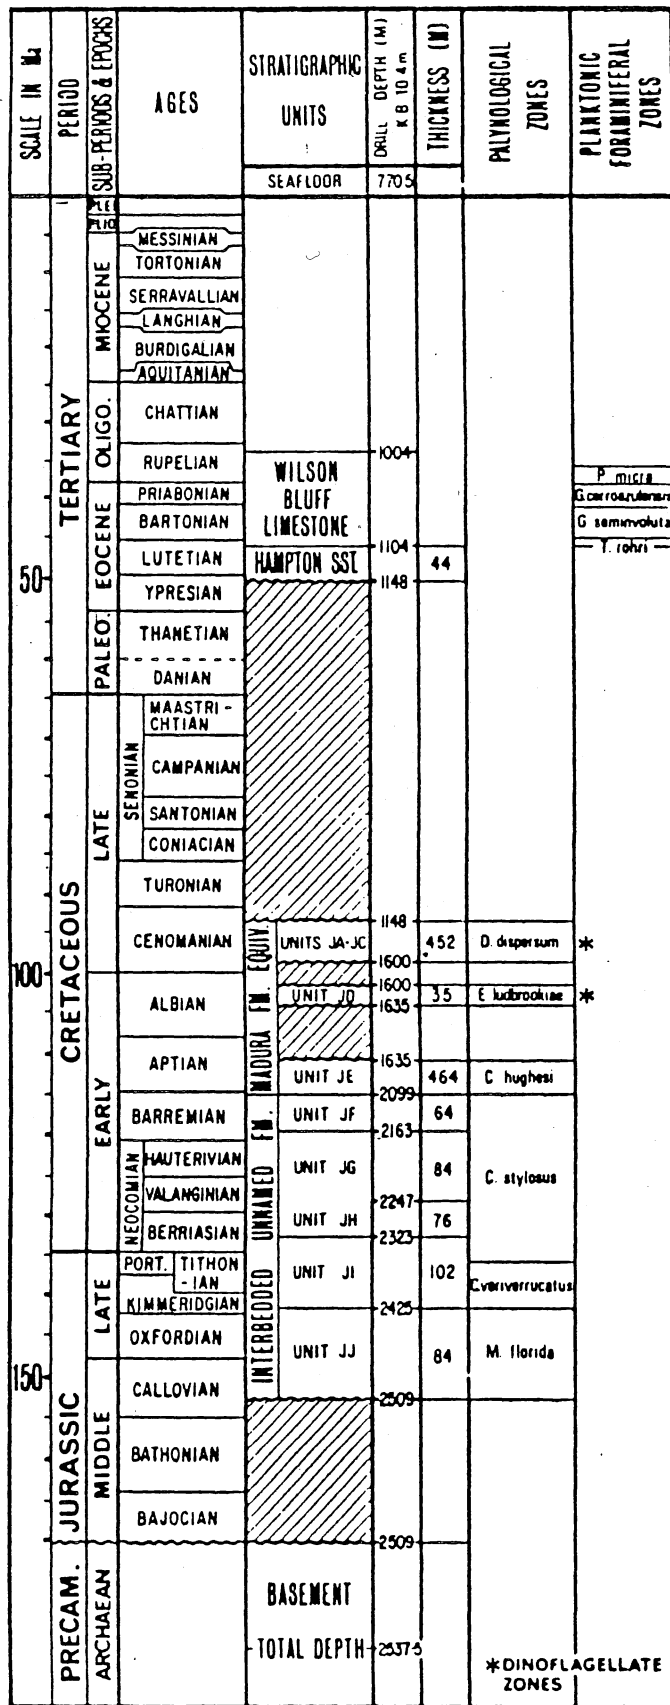 SCALE IN Ma
PERIOD
SUB-PERIODS & EPOCHS
AGES
STRATIGRAPHIC
UNITS
DRILL DEPTH (M)
KB 10.4m
THICKNESS (M)
PALYNOLOGICAL
ZONES
PLANKTONIC
FORAMINIFERAL
ZONES
SEAFLOOR
770.5
PLEI
PLIO
MESSINIAN
TORTONIAN
SERRAVALLIAN
LANGHIAN
BURDIGALIAN
AQUITANIAN
MIOCENE
CHATTIAN
RUPELIAN
OLIGO.
TERTIARY
1004
WILSON
BLUFF
LIMESTONE
P. micra
G.cerroazulensis
G seminvoluta
T. rohri
PRIABONIAN
BARTONIAN
LUTETIAN
YPRESIAN
EOCENE
1104
HAMPTON SST.
44
1148
50
THANETIAN
DANIAN
PALEO.
MAASTRI-
CHTIAN
CAMPANIAN
SANTONIAN
CONIACIAN
SENONIAN
TURONIAN
CENOMANIAN
LATE
CRETACEOUS
1148
UNITS JA-JC
452
D. dispersum
*
1600
100
1600
UNIT JD
35
E ludbrookiae
*
1635
ALBIAN
APTIAN
1635
UNIT JE
464
C hughesi
2099
MADURA FM. EQUIV.
BARREMIAN
UNIT JF
64
2163
EARLY
HAUTERIVIAN
VALANGINIAN
BERRIASIAN
NEOCOMIAN
UNIT JG
84
C. stylosus
2247
UNIT JH
76
2323
INTERBEDDED UNNAMED FM.
PORT.
TITHON
-IAN
KIMMERIDGIAN
OXFORDIAN
LATE
UNIT JI
102
C.veriverrucatus
2425
UNIT JJ
84
M. florida
2509
150
CALLOVIAN
BATHONIAN
BAJOCIAN
MIDDLE
JURASSIC
2509
PRECAM.
ARCHAEAN
BASEMENT
TOTAL DEPTH
2537.5
*DINOFLAGELLATE
ZONES